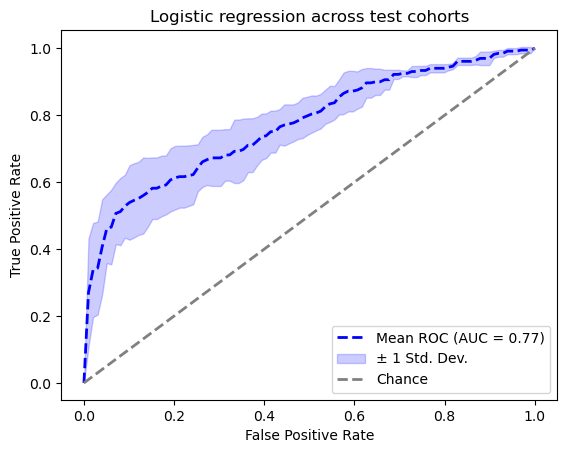 Logistic regression across test cohorts
True Positive Rate
1.0
0.8
0.6
0.4
0.2
0.0
Mean ROC (AUC = 0.77)
± 1 Std. Dev.
Chance
0.0 0.2 0.4 0.6 0.8 1.0
False Positive Rate